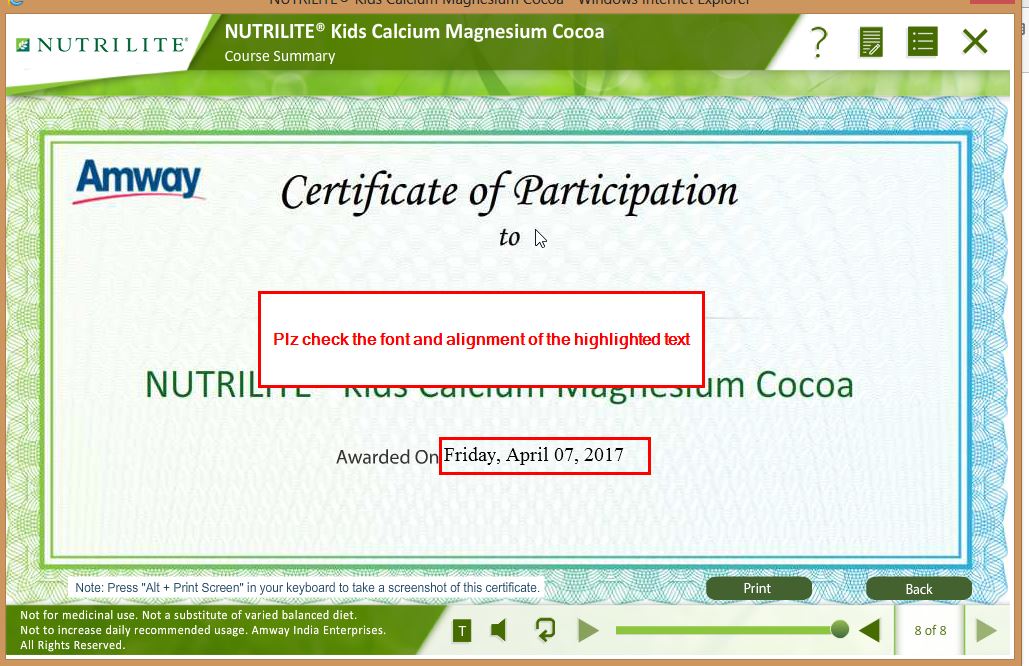 NUTRILITE® Kids Calcium Magnesium Cocoa - Windows Internet Explorer
NUTRILITE®
NUTRILITE® Kids Calcium Magnesium Cocoa
Course Summary
?
Amway
Certificate of Participation
to
Plz check the font and alignment of the highlighted text
NUTRILITE® Kids Calcium Magnesium Cocoa
Awarded On Friday, April 07, 2017
Note: Press "Alt + Print Screen" in your keyboard to take a screenshot of this certificate.
Print
Back
Not for medicinal use. Not a substitute of varied balanced diet.
Not to increase daily recommended usage. Amway India Enterprises.
All Rights Reserved.
T
8 of 8